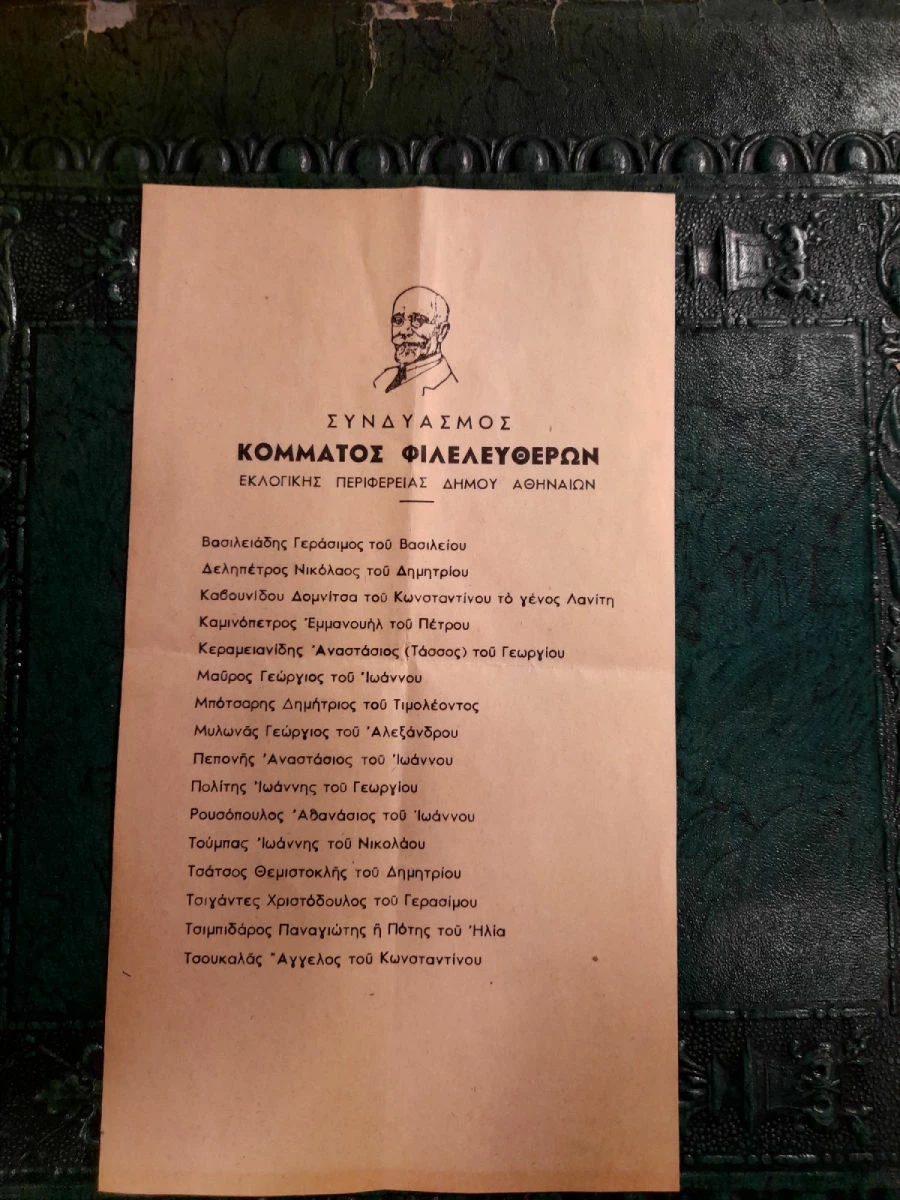 ΣΥΝΔΥΑΣΜΟΣ
ΚΟΜΜΑΤΟΣ ΦΙΛΕΛΕΥΘΕΡΩΝ
ΕΚΛΟΓΙΚΗΣ ΠΕΡΙΦΕΡΕΙΑΣ ΔΗΜΟΥ ΑΘΗΝΑΙΩΝ
Βασιλειάδης Γεράσιμος τοῦ Βασιλείου
Δεληπέτρος Νικόλαος τοῦ Δημητρίου
Καβουνίδου Δομνίτσα τοῦ Κωνσταντίνου τὸ γένος Λανίτη
Καμινόπετρος Ἐμμανουὴλ τοῦ Πέτρου
Κεραμειανίδης Ἀναστάσιος (Τάσσος) τοῦ Γεωργίου
Μαῦρος Γεώργιος τοῦ Ἰωάννου
Μπότσαρης Δημήτριος τοῦ Τιμολέοντος
Μυλωνᾶς Γεώργιος τοῦ Ἀλεξάνδρου
Πεπονῆς Ἀναστάσιος τοῦ Ἰωάννου
Πολίτης Ἰωάννης τοῦ Γεωργίου
Ρουσόπουλος Ἀθανάσιος τοῦ Ἰωάννου
Τούμπας Ἰωάννης τοῦ Νικολάου
Τσάτσος Θεμιστοκλῆς τοῦ Δημητρίου
Τσιγάντες Χριστόδουλος τοῦ Γερασίμου
Τσιμπιδάρος Παναγιώτης ἢ Πότης τοῦ Ἠλία
Τσουκαλᾶς Ἄγγελος τοῦ Κωνσταντίνου